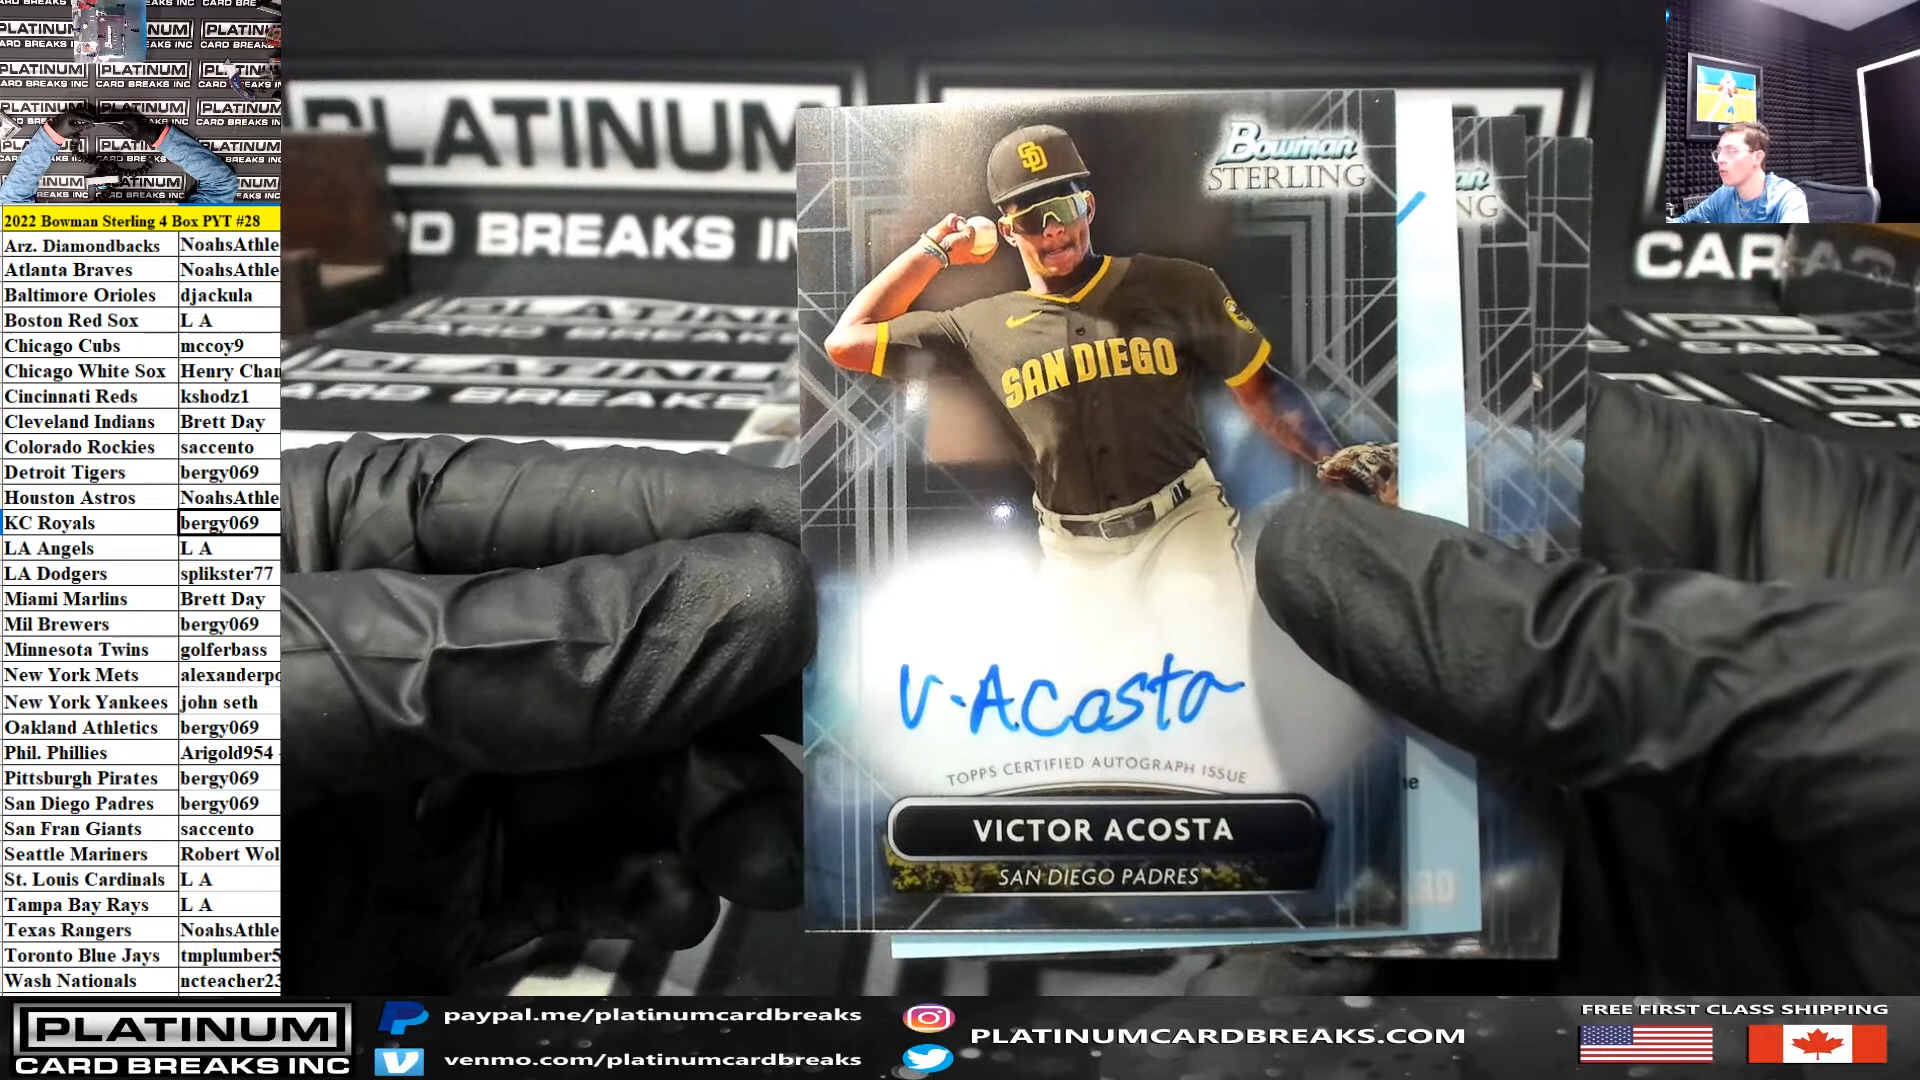 2022 Bowman Sterling 4 Box PYT #28
Arz. Diamondbacks NoahsAthle
Atlanta Braves NoahsAthle
Baltimore Orioles djackula
Boston Red Sox L A
Chicago Cubs mccoy9
Chicago White Sox Henry Chan
Cincinnati Reds kshodz1
Cleveland Indians Brett Day
Colorado Rockies saccento
Detroit Tigers bergy069
Houston Astros NoahsAthle
KC Royals bergy069
LA Angels L A
LA Dodgers splikster77
Miami Marlins Brett Day
Mil Brewers bergy069
Minnesota Twins golferbass
New York Mets alexanderpo
New York Yankees john seth
Oakland Athletics bergy069
Phil. Phillies Arigold954
Pittsburgh Pirates bergy069
San Diego Padres bergy069
San Fran Giants saccento
Seattle Mariners Robert Wol
St. Louis Cardinals L A
Tampa Bay Rays L A
Texas Rangers NoahsAthle
Toronto Blue Jays tmplumber5
Wash Nationals ncteacher23
PLATINUM
CARD BREAKS IN
CAR
SD
Bowman
STERLING
SAN DIEGO
V. Acosta
TOPPS CERTIFIED AUTOGRAPH ISSUE
VICTOR ACOSTA
SAN DIEGO PADRES
PLATINUM
CARD BREAKS INC
paypal.me/platinumcardbreaks
venmo.com/platinumcardbreaks
PLATINUMCARDBREAKS.COM
FREE FIRST CLASS SHIPPING